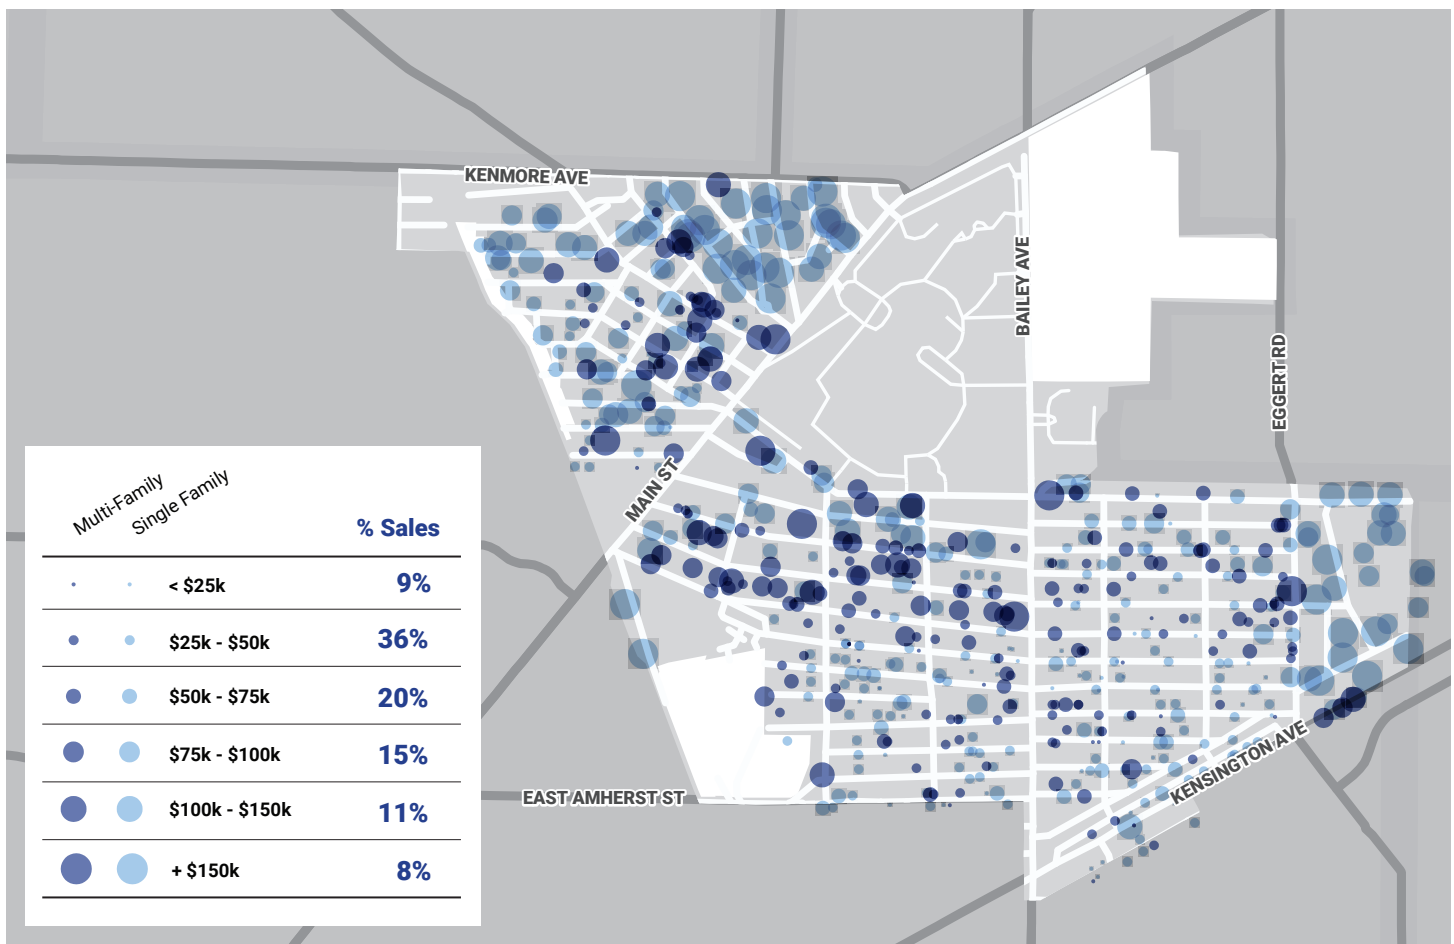 KENMORE AVE
BAILEY AVE
EGGERT RD
MAIN ST
KENSINGTON AVE
EAST AMHERST ST
Multi-Family
Single Family
% Sales
< $25k 9%
$25k - $50k 36%
$50k - $75k 20%
$75k - $100k 15%
$100k - $150k 11%
+ $150k 8%